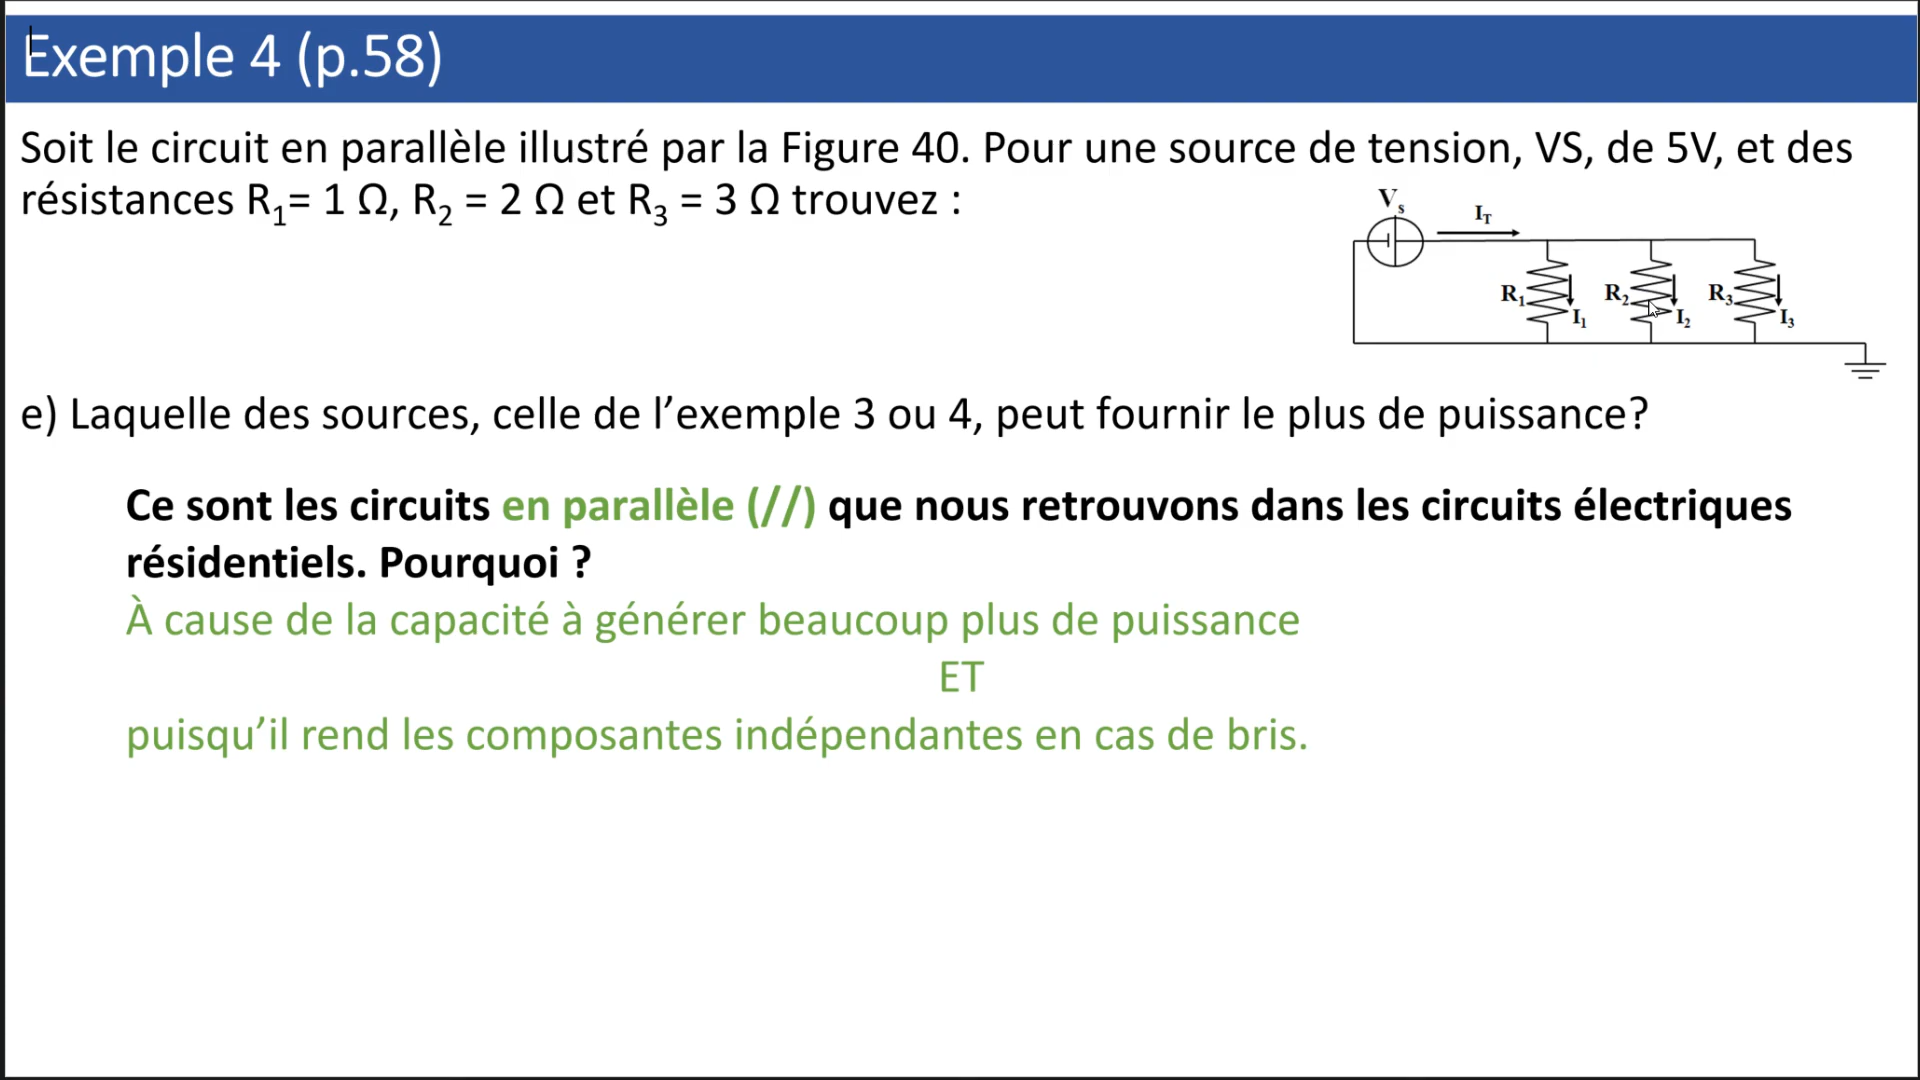 Exemple 4 (p.58)
Soit le circuit en parallèle illustré par la Figure 40. Pour une source de tension, VS, de 5V, et des
résistances R₁= 1 Ω, R₂ = 2 Ω et R₃ = 3 Ω trouvez :
Vs
IT
R₁
I₁
R₂
I₂
R₃
I₃
e) Laquelle des sources, celle de l’exemple 3 ou 4, peut fournir le plus de puissance?
Ce sont les circuits en parallèle (//) que nous retrouvons dans les circuits électriques
résidentiels. Pourquoi ?
À cause de la capacité à générer beaucoup plus de puissance
ET
puisqu’il rend les composantes indépendantes en cas de bris.